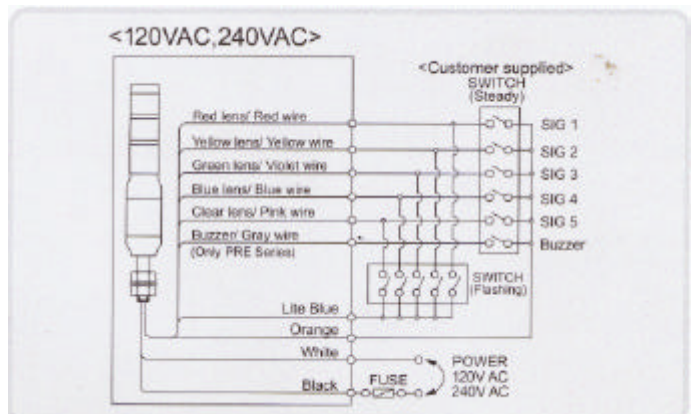 <120VAC,240VAC>
<Customer supplied>
SWITCH
(Steady)
Red lens/ Red wire
SIG 1
Yellow lens/ Yellow wire
SIG 2
Green lens/ Violet wire
SIG 3
Blue lens/ Blue wire
SIG 4
Clear lens/ Pink wire
SIG 5
Buzzer/ Gray wire
Buzzer
(Only PRE Series)
SWITCH
(Flashing)
Lite Blue
Orange
White
POWER
120V AC
240V AC
Black
FUSE